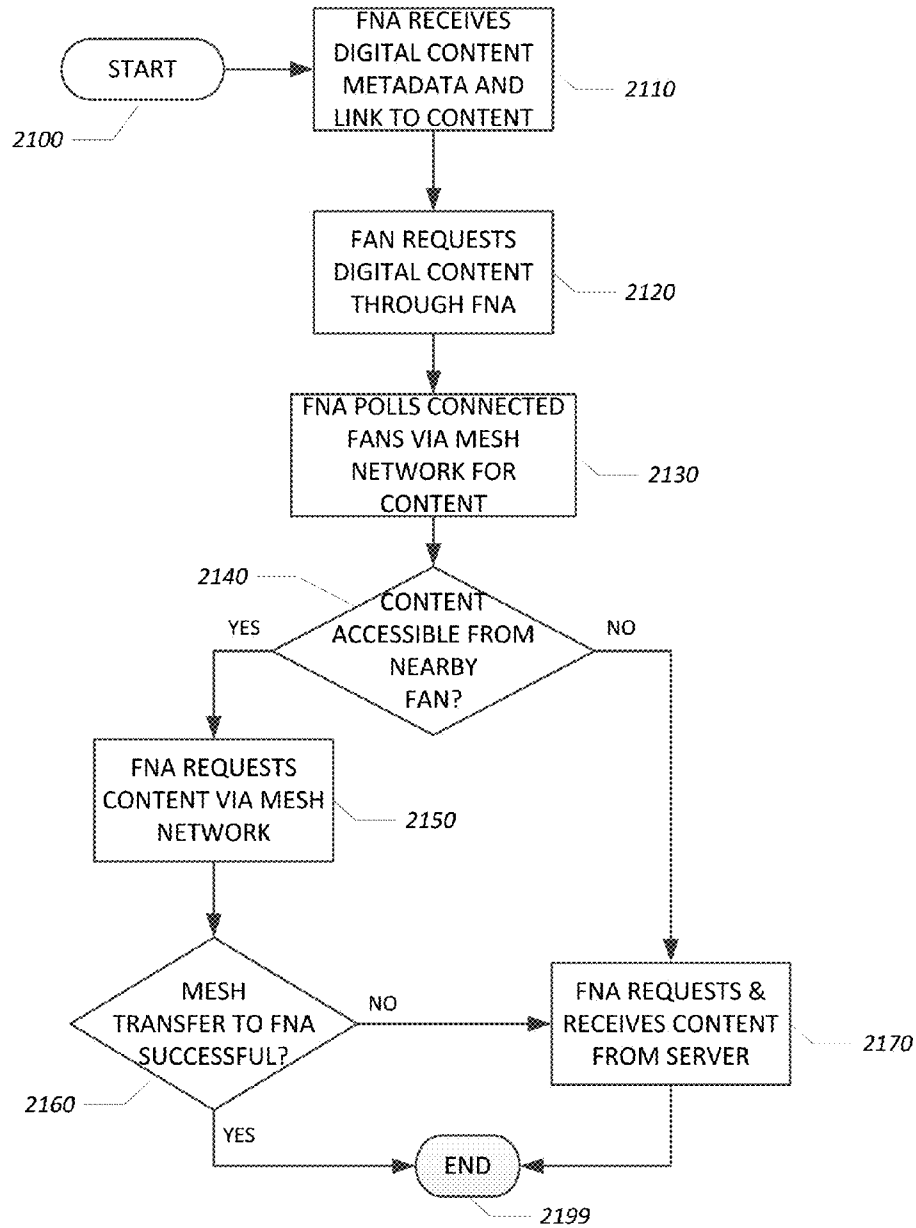 FNA RECEIVES
DIGITAL CONTENT
METADATA AND
LINK TO CONTENT
START
2110
2100
FAN REQUESTS
DIGITAL CONTENT
THROUGH FNA
2120
FNA POLLS CONNECTED
FANS VIA MESH
NETWORK FOR
CONTENT
2130
2140
CONTENT
ACCESSIBLE FROM
NEARBY
FAN?
YES
NO
FNA REQUESTS
CONTENT VIA MESH
NETWORK
2150
MESH
TRANSFER TO FNA
SUCCESSFUL?
NO
2160
YES
FNA REQUESTS &
RECEIVES CONTENT
FROM SERVER
2170
END
2199